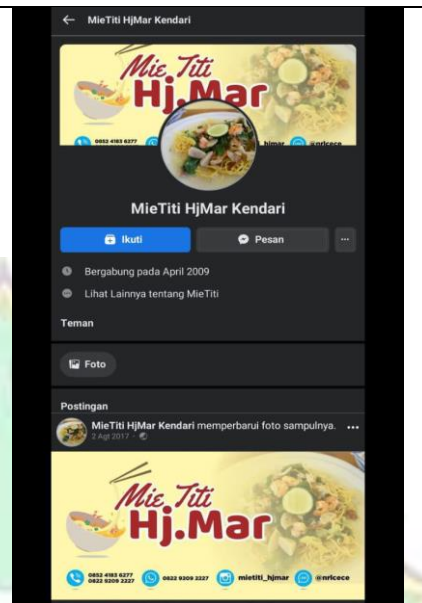 MieTiti HjMar Kendari
Mie Titi
Hj.Mar
0852 4183 6277
MieTiti HjMar Kendari
Ikuti
Pesan
Bergabung pada April 2009
Lihat Lainnya tentang MieTiti
Teman
Foto
Postingan
MieTiti HjMar Kendari memperbarui foto sampulnya.
2 Agt 2017
Mie Titi
Hj.Mar
0852 4183 6277
0822 9209 2227
0822 9209 2227
mietiti_hjmar
@nrlcece